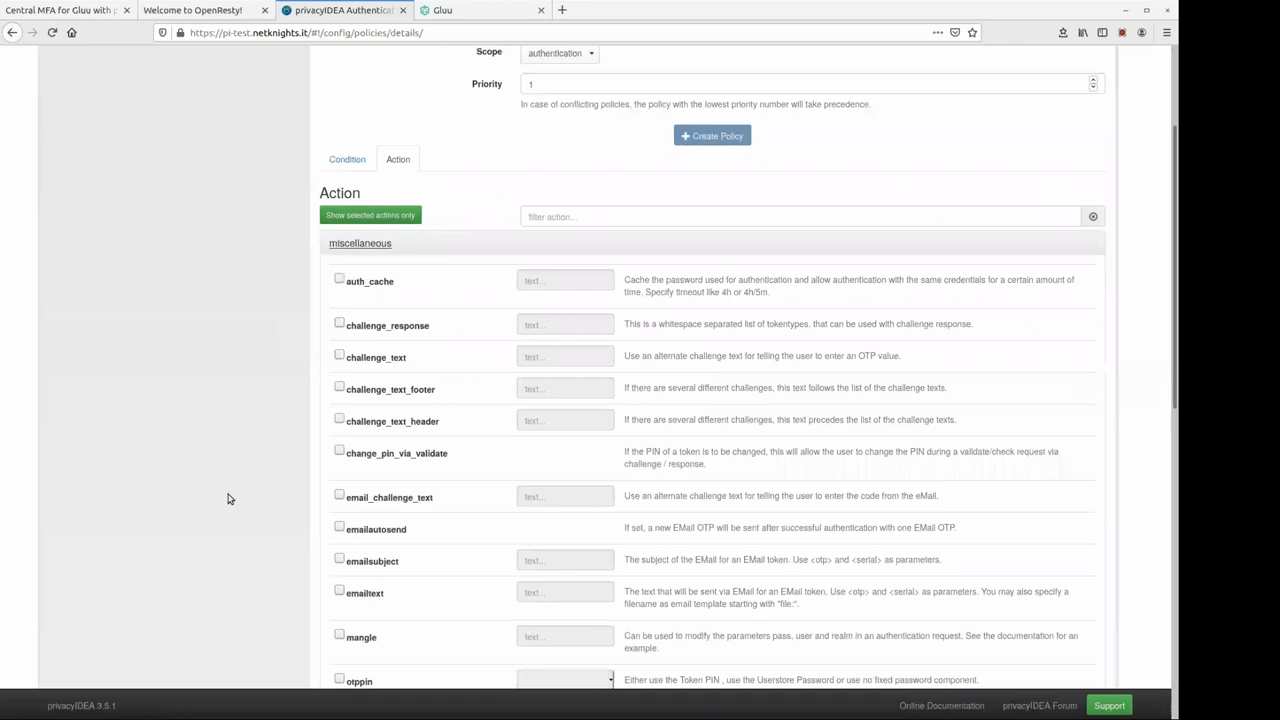 Central MFA for Gluu with p
Welcome to OpenResty!
privacyIDEA Authenticat
Gluu
https://pi-test.netknights.it/#!/config/policies/details/
Scope
authentication
Priority
1
In case of conflicting policies, the policy with the lowest priority number will take precedence.
Create Policy
Condition
Action
Action
Show selected actions only
filter action...
miscellaneous
auth_cache
text...
Cache the password used for authentication and allow authentication with the same credentials for a certain amount of
time. Specify timeout like 4h or 4h/5m.
challenge_response
text...
This is a whitespace separated list of tokentypes, that can be used with challenge response.
challenge_text
text...
Use an alternate challenge text for telling the user to enter an OTP value.
challenge_text_footer
text...
If there are several different challenges, this text follows the list of the challenge texts.
challenge_text_header
text...
If there are several different challenges, this text precedes the list of the challenge texts.
change_pin_via_validate
If the PIN of a token is to be changed, this will allow the user to change the PIN during a validate/check request via
challenge / response.
email_challenge_text
text...
Use an alternate challenge text for telling the user to enter the code from the eMail.
emailautosend
If set, a new EMail OTP will be sent after successful authentication with one EMail OTP.
emailsubject
text...
The subject of the EMail for an EMail token. Use <otp> and <serial> as parameters.
emailtext
text...
The text that will be sent via EMail for an EMail token. Use <otp> and <serial> as parameters. You may also specify a
filename as email template starting with "file:".
mangle
text...
Can be used to modify the parameters pass, user and realm in an authentication request. See the documentation for an
example.
otppin
Either use the Token PIN , use the Userstore Password or use no fixed password component.
privacyIDEA 3.5.1
Online Documentation
privacyIDEA Forum
Support